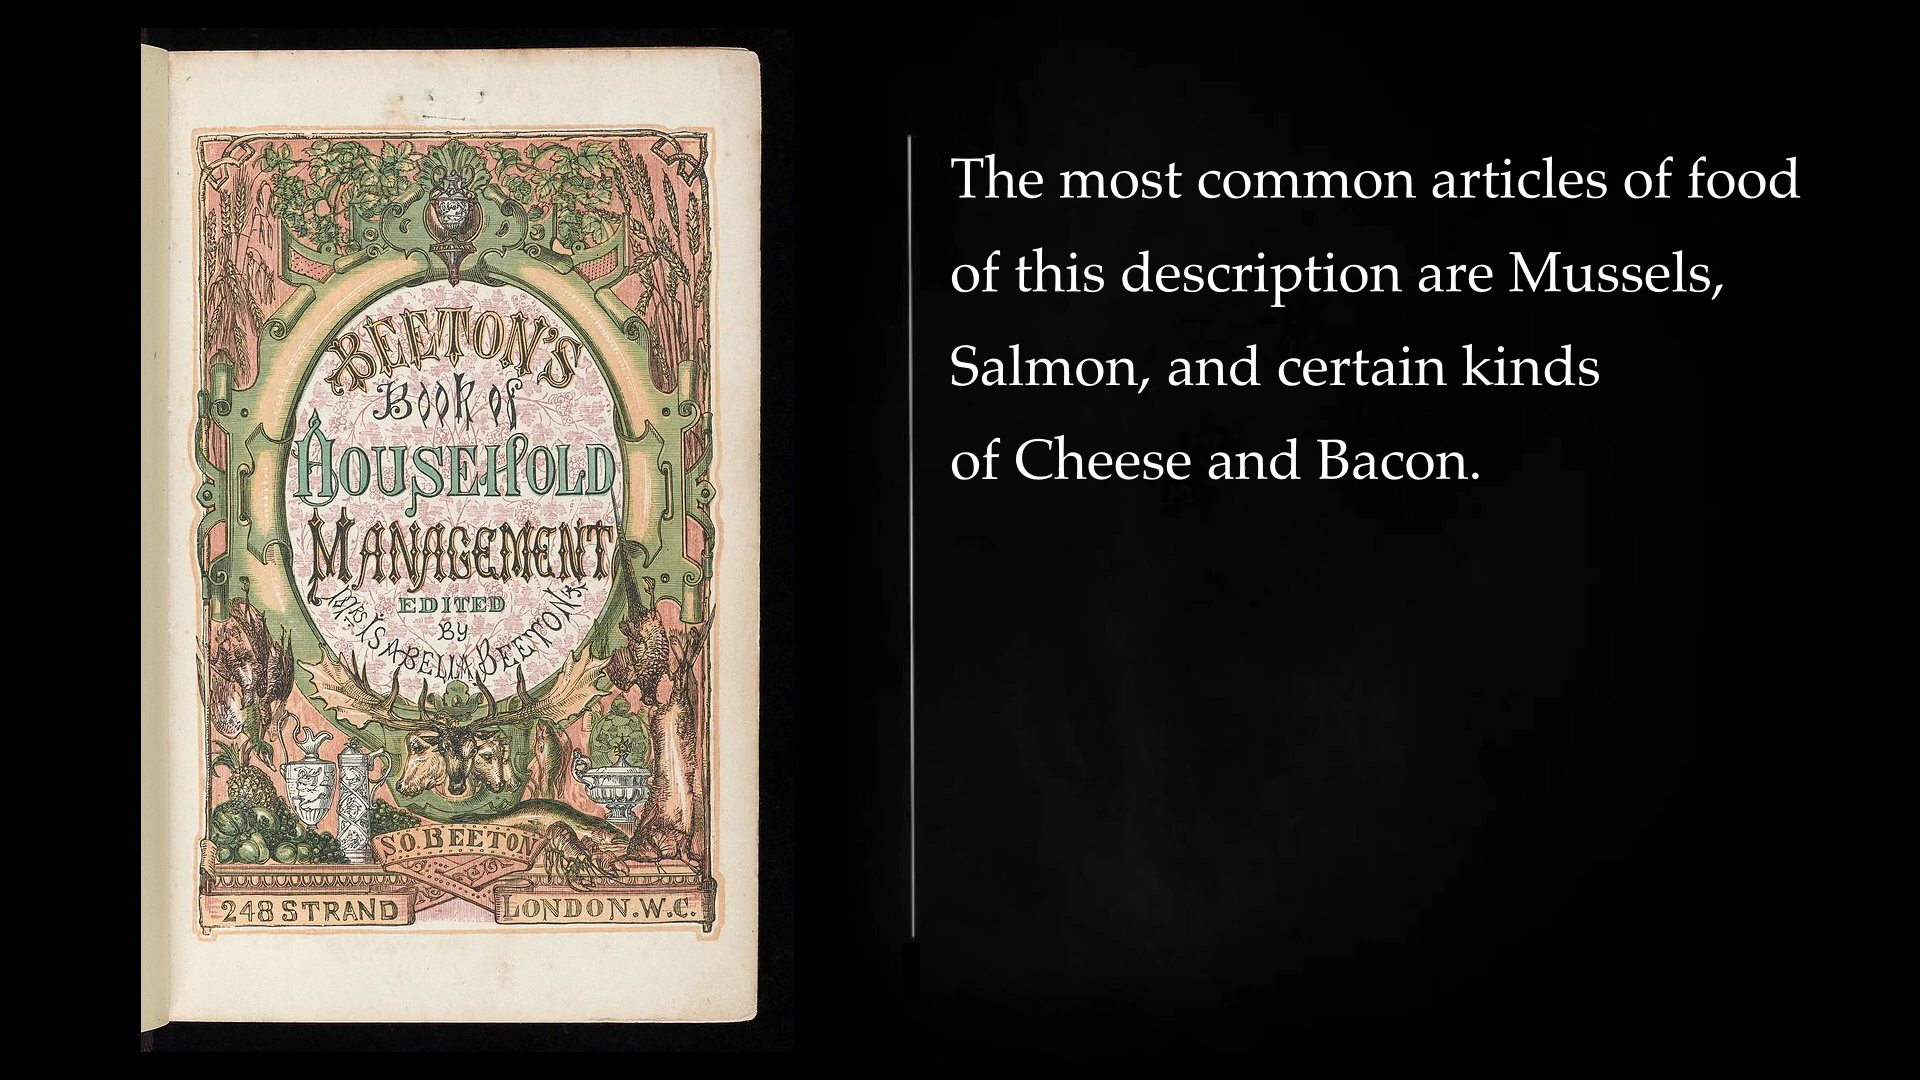 BEETON'S
Book of
HOUSEHOLD
MANAGEMENT
EDITED
BY
MRS ISABELLA BEETON
S.O. BEETON
248 STRAND
LONDON. W.C.
The most common articles of food
of this description are Mussels,
Salmon, and certain kinds
of Cheese and Bacon.